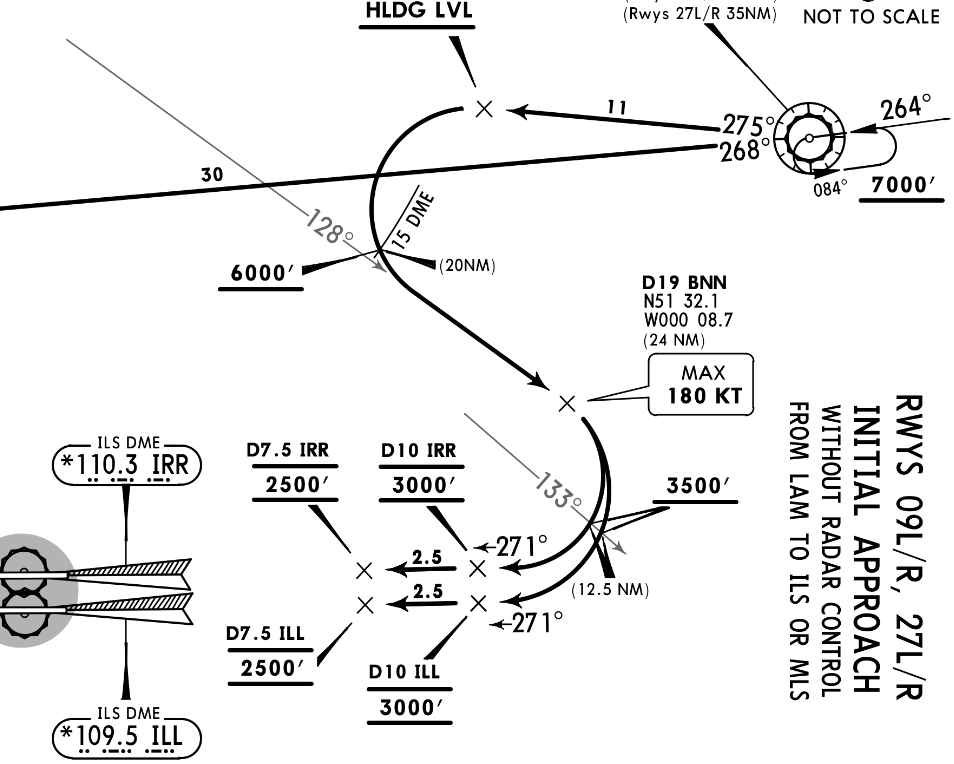 HLDG LVL
(Rwys 27L/R 35NM)
NOT TO SCALE
11
275°
268°
264°
084°
7000′
30
128°
15 DME
6000′
(20NM)
D19 BNN
N51 32.1
W000 08.7
(24 NM)
MAX
180 KT
RWYS 09L/R, 27L/R
INITIAL APPROACH
WITHOUT RADAR CONTROL
FROM LAM TO ILS OR MLS
ILS DME
*110.3 IRR
D7.5 IRR
2500′
D10 IRR
3000′
133°
3500′
271°
2.5
2.5
(12.5 NM)
271°
D7.5 ILL
2500′
D10 ILL
3000′
ILS DME
*109.5 ILL